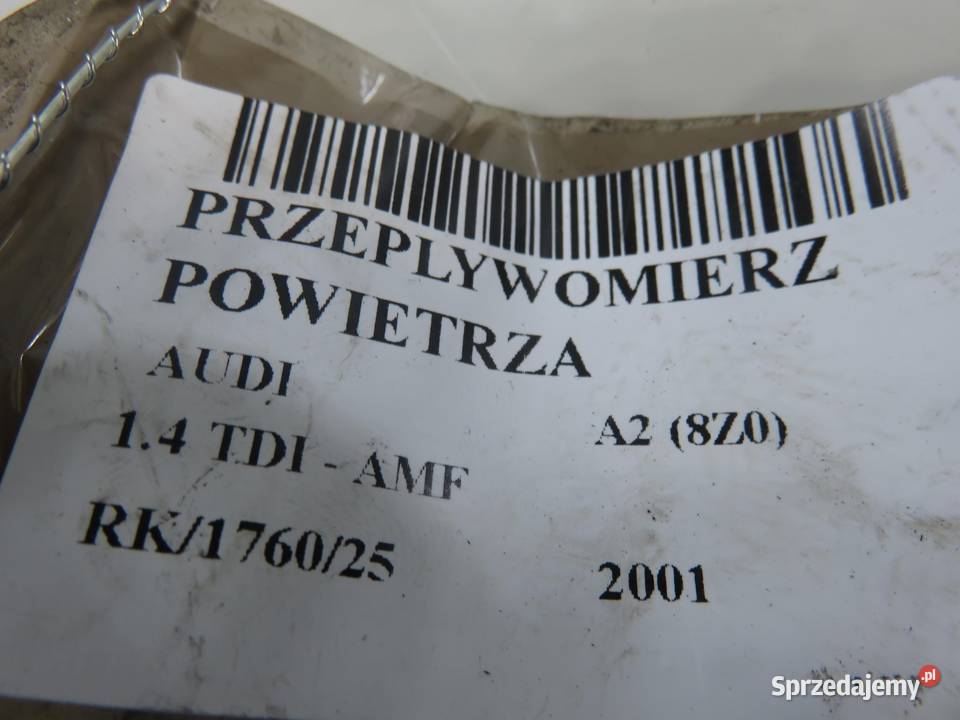 PRZEPLYWOMIERZ
POWIETRZA
AUDI
A2 (8Z0)
1.4 TDI - AMF
RK/1760/25
2001
Sprzedajemy.pl